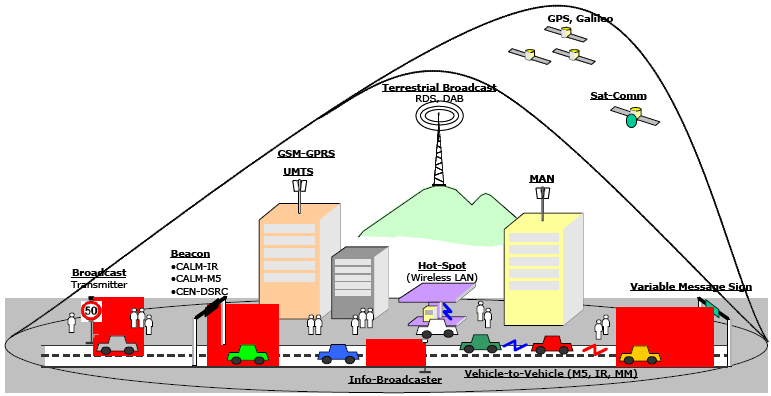 GPS, Galileo
Terrestrial Broadcast
RDS, DAB
Sat-Comm
GSM-GPRS
UMTS
MAN
Beacon
•CALM-IR
•CALM-M5
•CEN-DSRC
Broadcast
Transmitter
Hot-Spot
(Wireless LAN)
Variable Message Sign
50
Info-Broadcaster
Vehicle-to-Vehicle (M5, IR, MM)